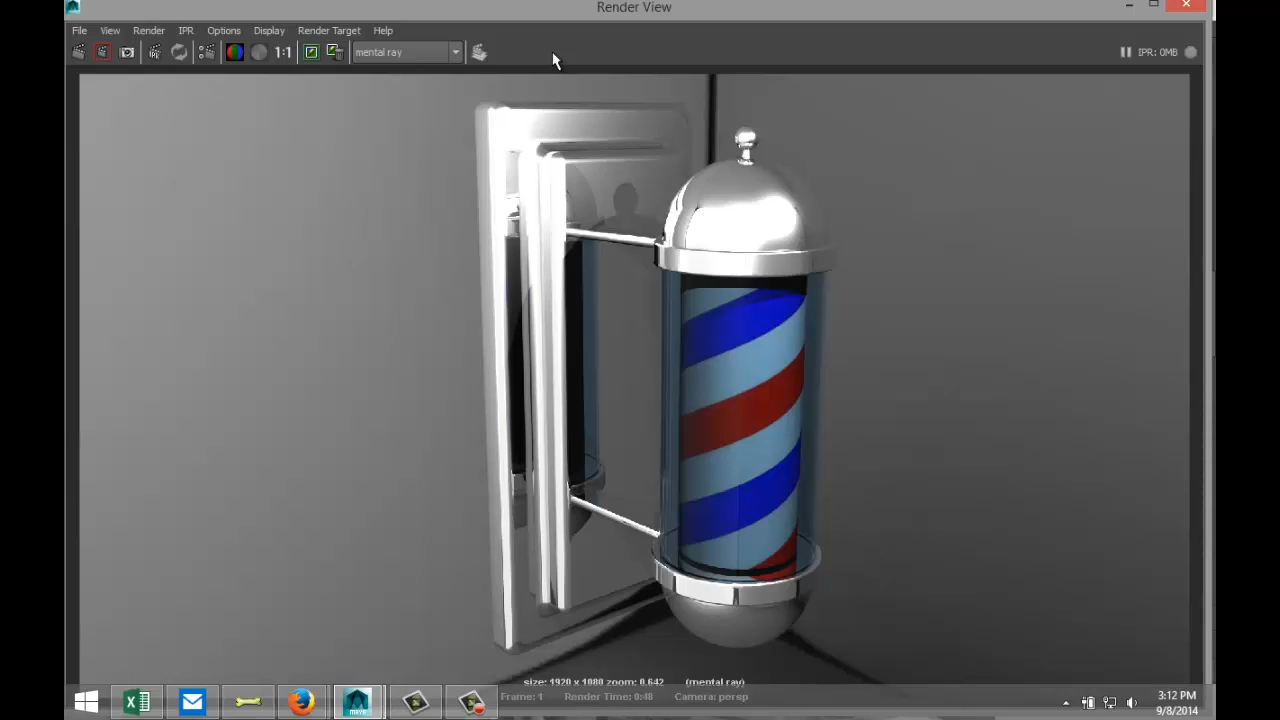 Render View
File View Render IPR Options Display Render Target Help
IPR 1:1 mental ray IPR: 0MB
size: 1920 x 1080 zoom: 0.642 (mental ray)
Frame: 1 Render Time: 0:48 Camera: persp
3:12 PM
9/8/2014